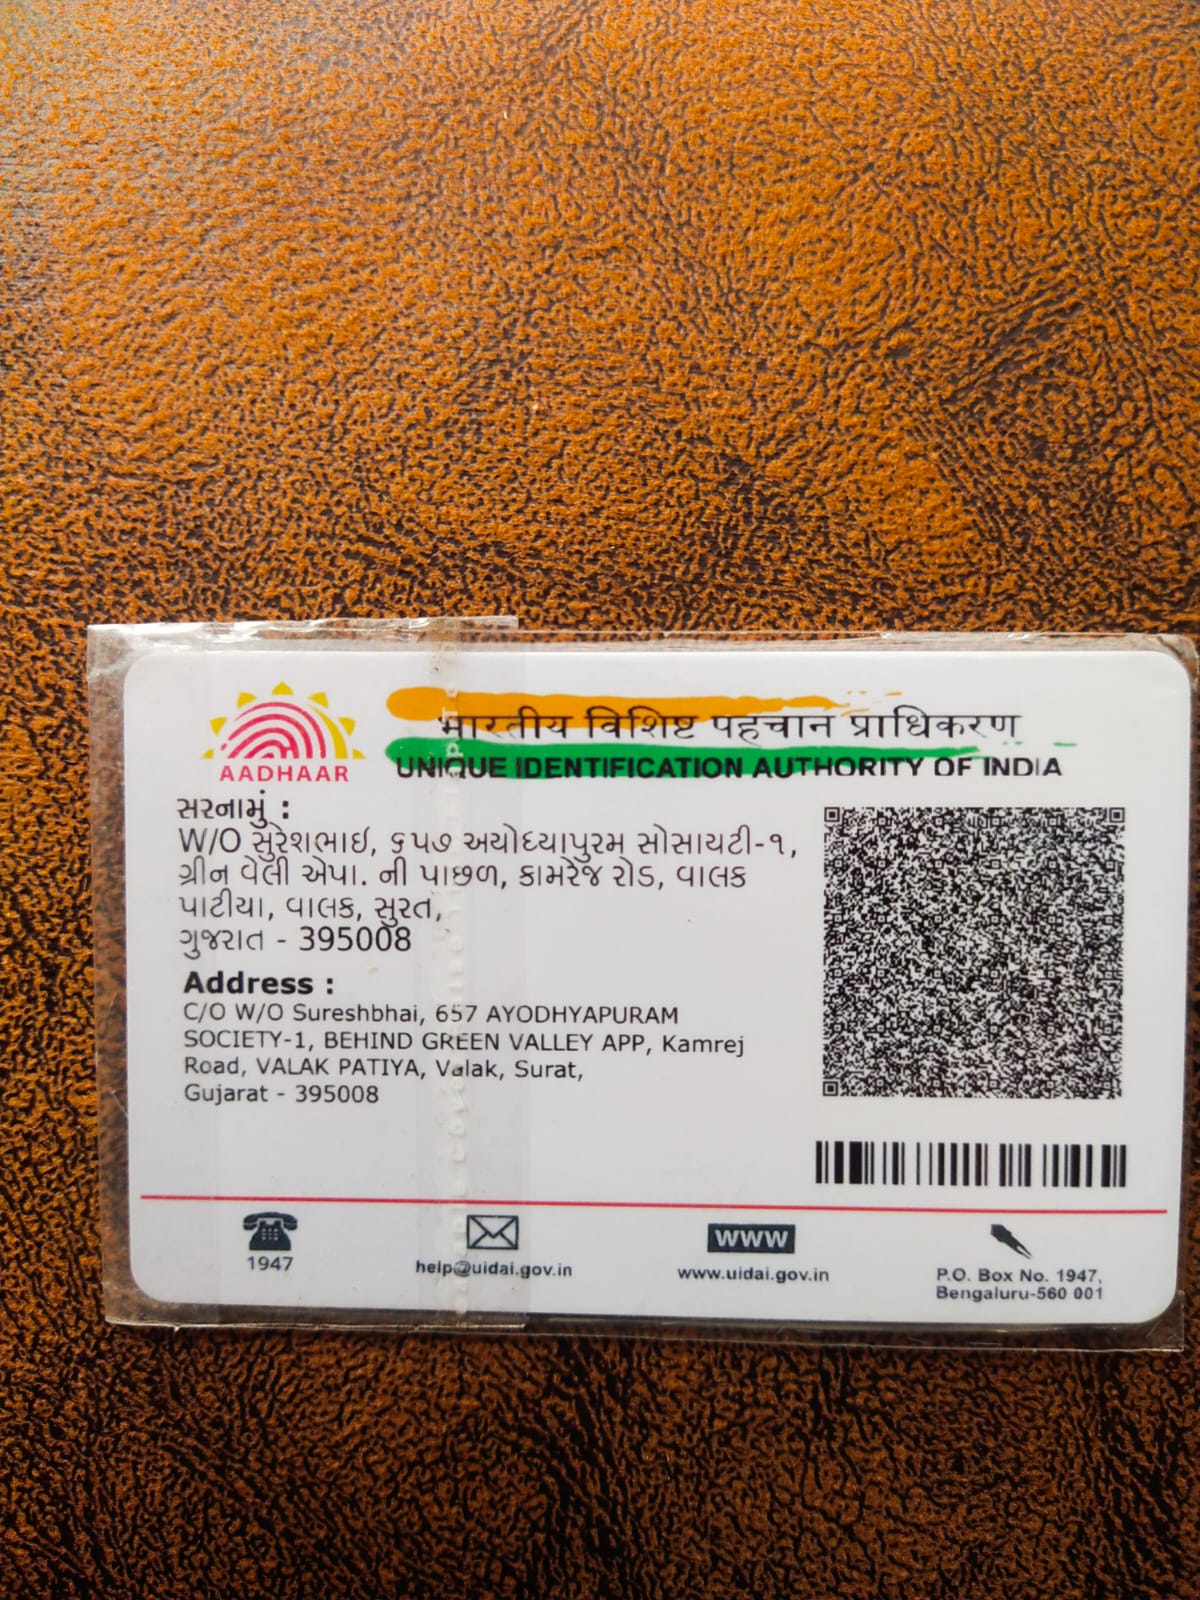 भारतीय विशिष्ट पहचान प्राधिकरण
AADHAAR
UNIQUE IDENTIFICATION AUTHORITY OF INDIA
સરનામું :
W/O સુરેશભાઇ, ૬૫૭ અયોધ્યાપુરમ સોસાયટી-૧,
ગ્રીન વેલી એપા. ની પાછળ, કામરેજ રોડ, વાલક
પાટીયા, વાલક, સુરત,
ગુજરાત - 395008
Address :
C/O W/O Sureshbhai, 657 AYODHYAPURAM
SOCIETY-1, BEHIND GREEN VALLEY APP, Kamrej
Road, VALAK PATIYA, Valak, Surat,
Gujarat - 395008
1947
help@uidai.gov.in
www
www.uidai.gov.in
P.O. Box No. 1947,
Bengaluru-560 001